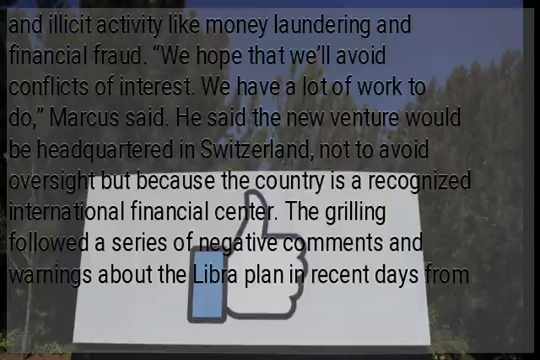 and illicit activity like money laundering and
financial fraud. “We hope that we’ll avoid
conflicts of interest. We have a lot of work to
do,” Marcus said. He said the new venture would
be headquartered in Switzerland, not to avoid
oversight but because the country is a recognized
international financial center. The grilling
followed a series of negative comments and
warnings about the Libra plan in recent days from